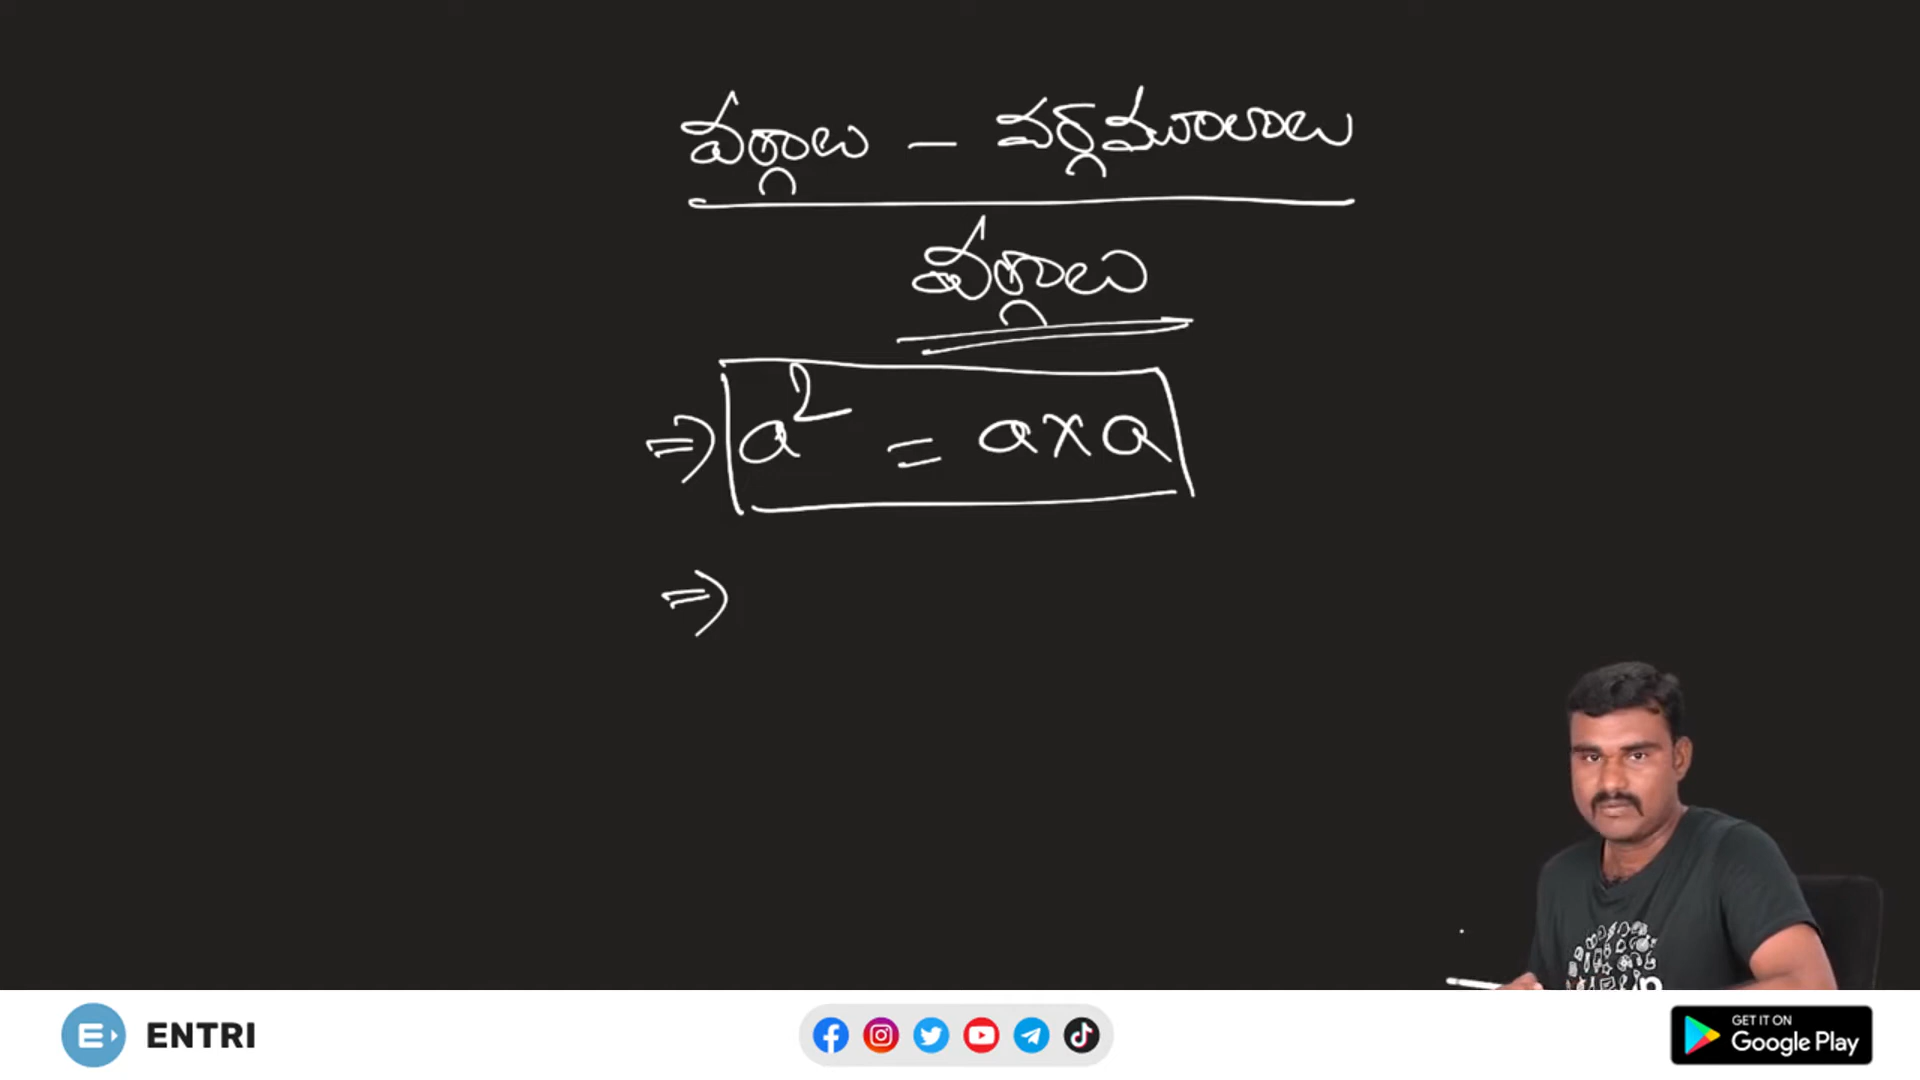 వర్గాలు – వర్గమూలాలు
వర్గాలు
⇒ a² = a×a
⇒
ENTRI
GET IT ON
Google Play